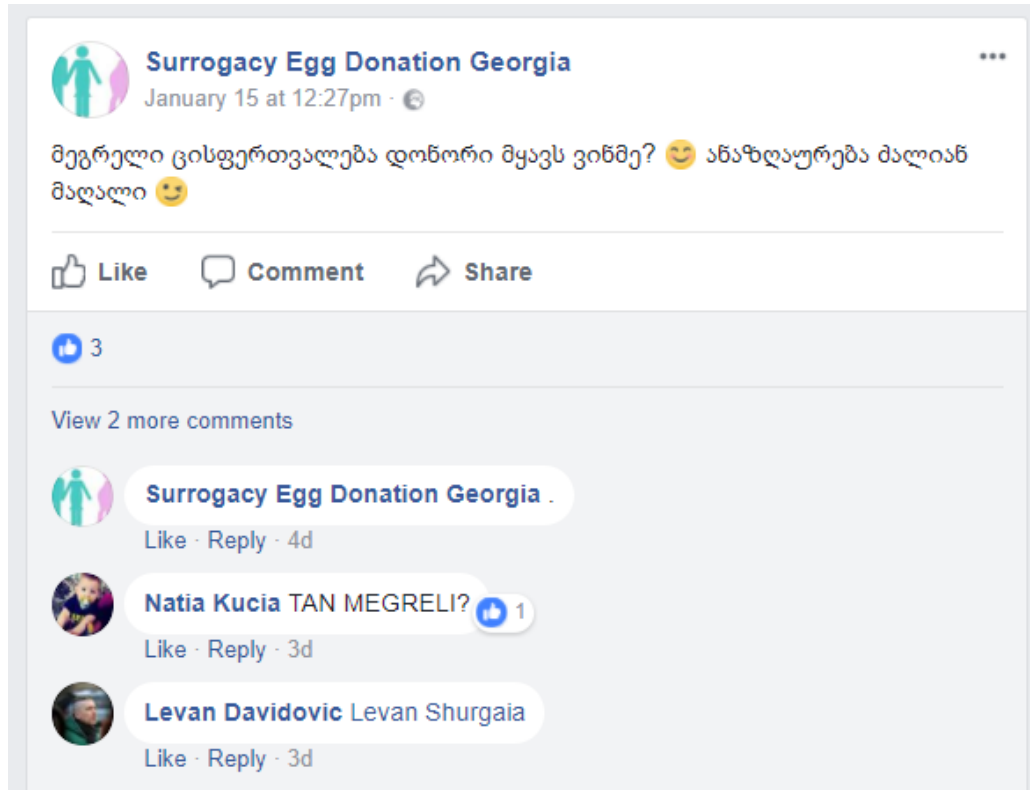 Surrogacy Egg Donation Georgia
January 15 at 12:27pm ·
მეგრელი ცისფერთვალება დონორი მყავს ვინმე? 😊 ანაზღაურება ძალიან
მაღალი 😉
Like Comment Share
3
View 2 more comments
Surrogacy Egg Donation Georgia .
Like · Reply · 4d
Natia Kucia TAN MEGRELI? 1
Like · Reply · 3d
Levan Davidovic Levan Shurgaia
Like · Reply · 3d